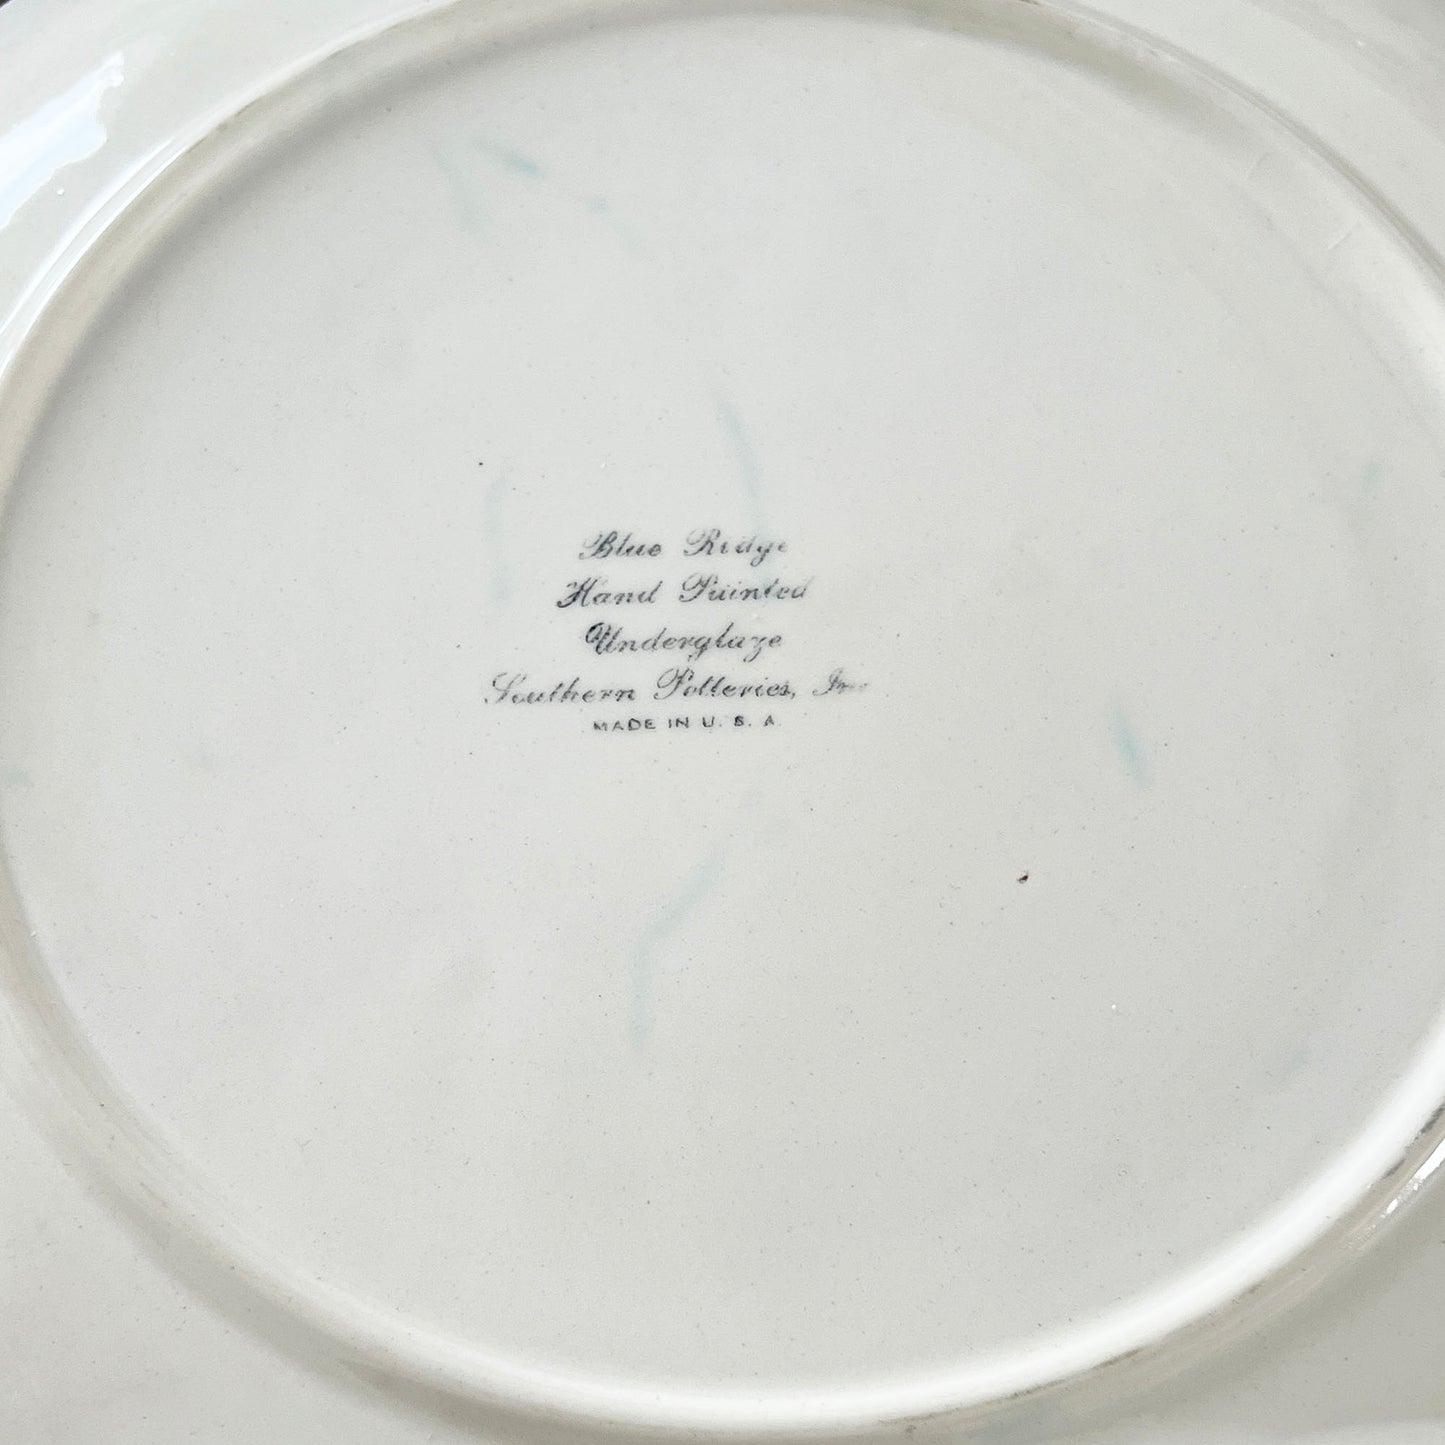 Blue Ridge
Hand Painted
Underglaze
Southern Potteries, Inc
MADE IN U. S. A